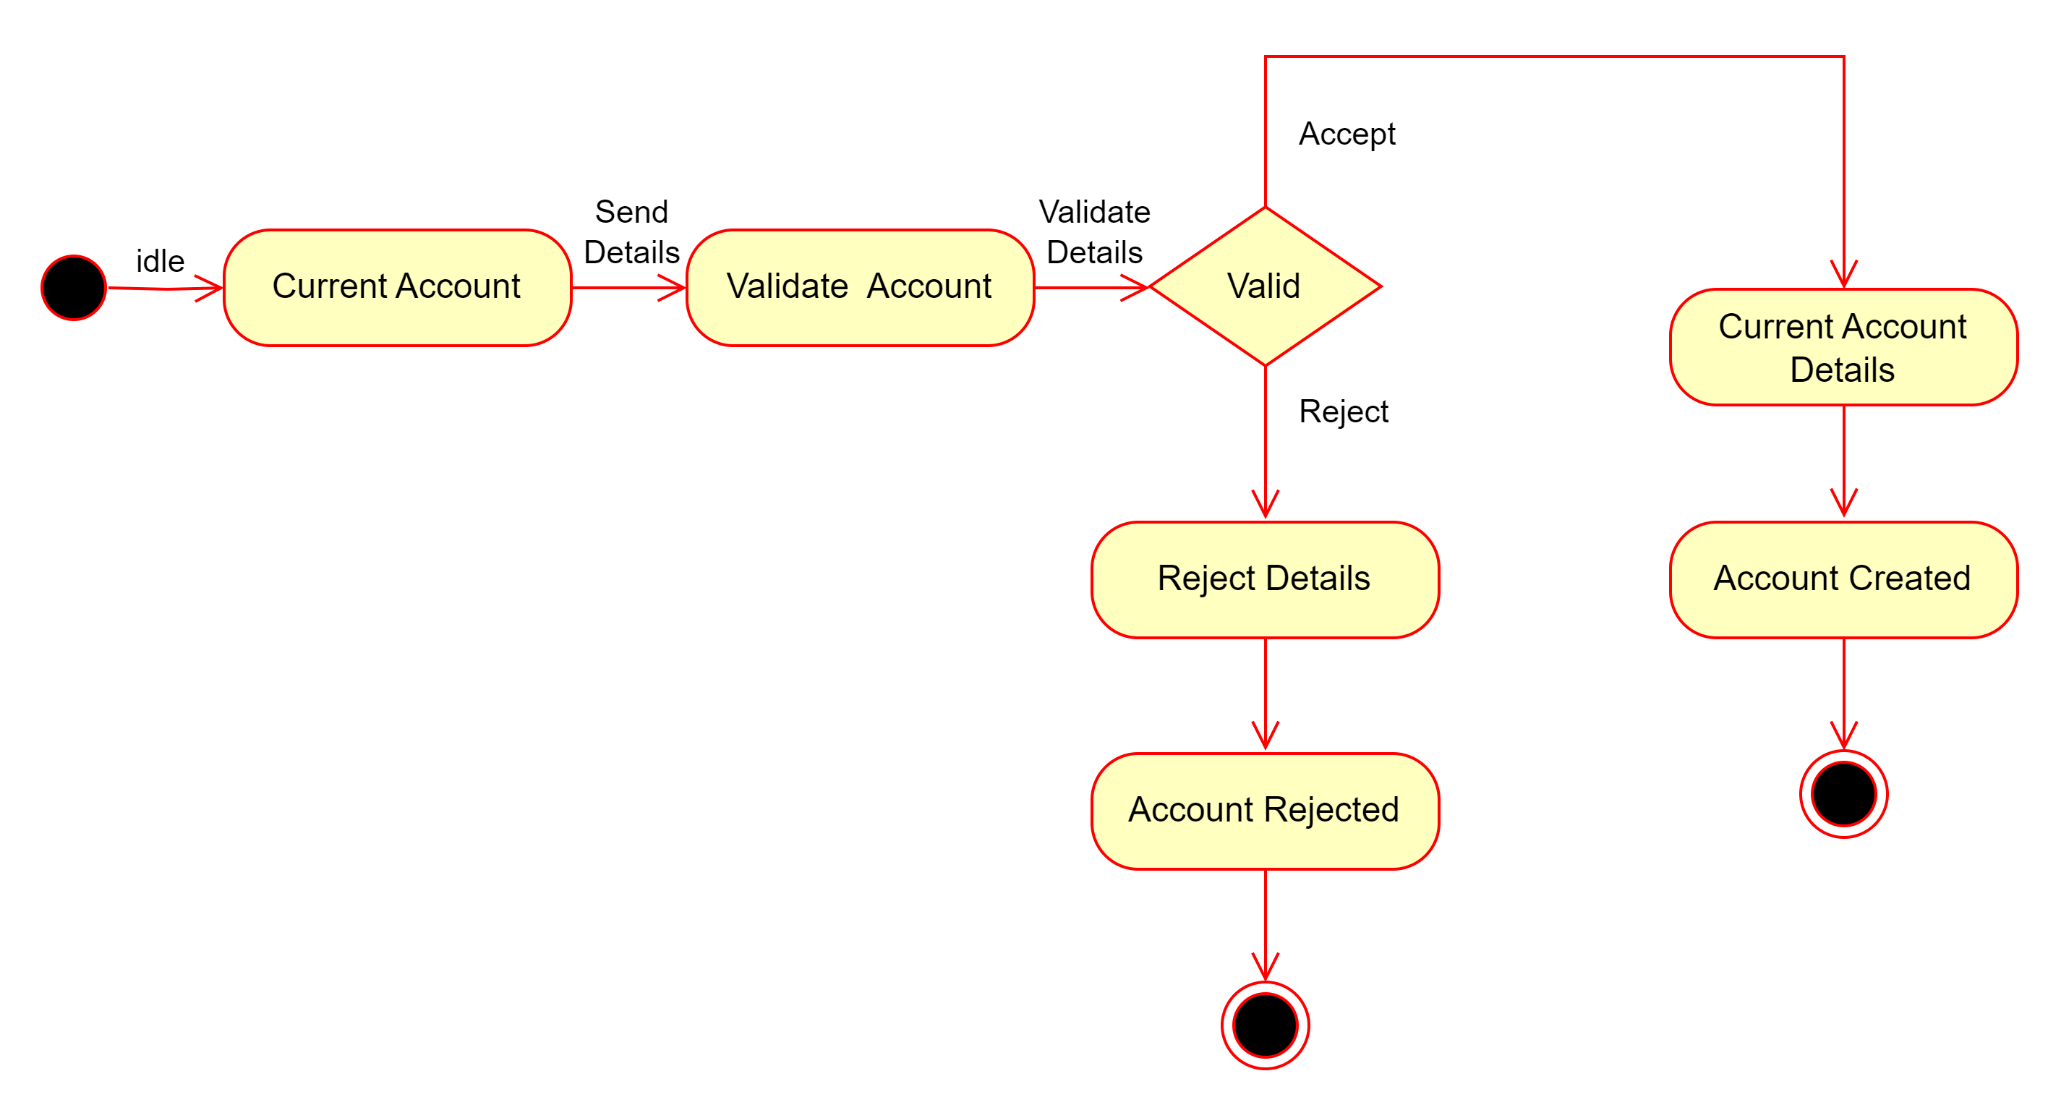 idle
Current Account
Send
Details
Validate  Account
Validate
Details
Valid
Accept
Reject
Current Account
Details
Reject Details
Account Created
Account Rejected